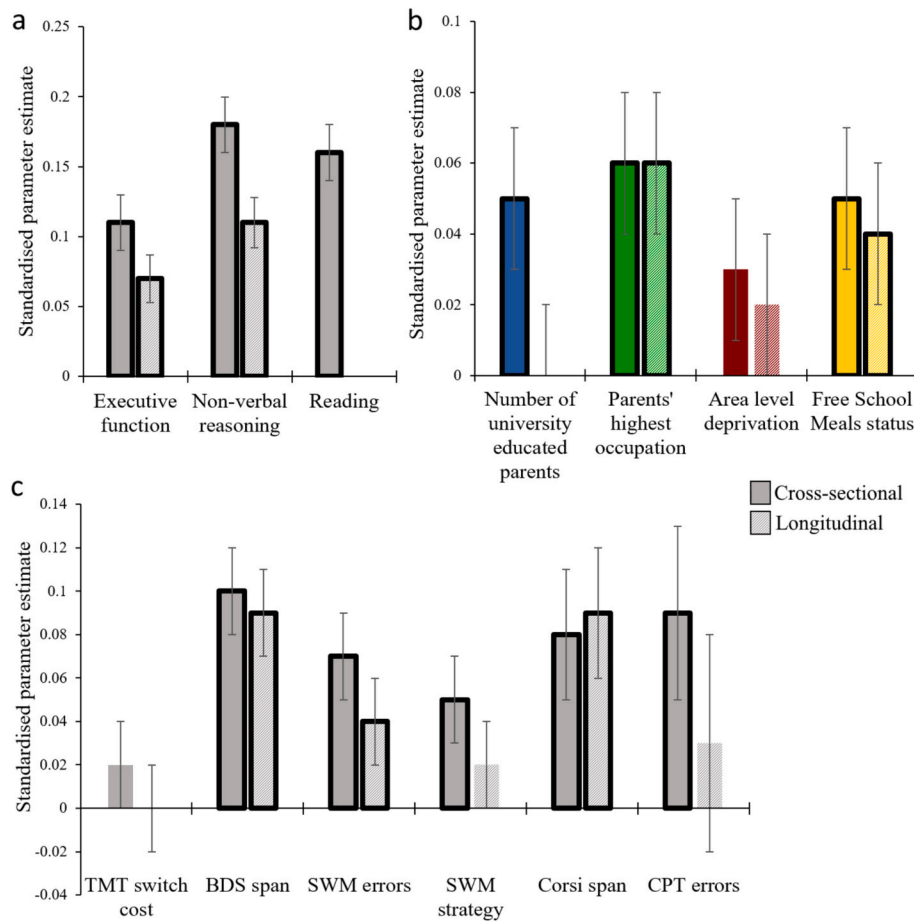 a
Standardised parameter estimate
0.25
0.2
0.15
0.1
0.05
0
Executive
function
Non-verbal
reasoning
Reading
b
Standardised parameter estimate
0.1
0.08
0.06
0.04
0.02
0
Number of
university
educated
parents
Parents'
highest
occupation
Area level
deprivation
Free School
Meals status
Cross-sectional
Longitudinal
c
Standardised parameter estimate
0.14
0.12
0.1
0.08
0.06
0.04
0.02
0
-0.02
-0.04
TMT switch
cost
BDS span
SWM errors
SWM
strategy
Corsi span
CPT errors